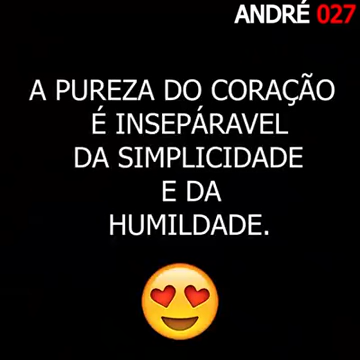 ANDRÉ 027
A PUREZA DO CORAÇÃO
É INSEPÁRAVEL
DA SIMPLICIDADE
E DA
HUMILDADE.